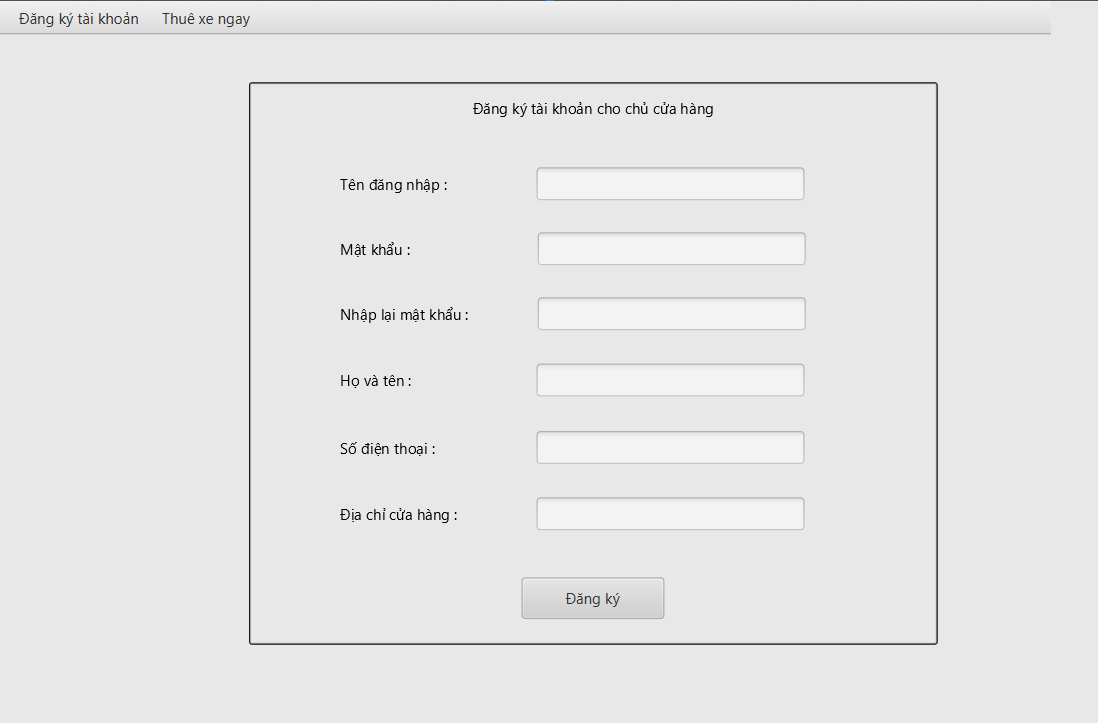 Đăng ký tài khoản Thuê xe ngay
Đăng ký tài khoản cho chủ cửa hàng
Tên đăng nhập :
Mật khẩu :
Nhập lại mật khẩu :
Họ và tên :
Số điện thoại :
Địa chỉ cửa hàng :
Đăng ký